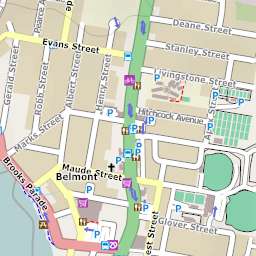 Deane Street
Evans Street
Stanley Street
Livingstone Street
Gerald Street
Robb Street
Albert Street
Henry Street
Hitchcock Avenue
Marks Street
Brooks Parade
Maude Street
Belmont
Glover Street
est Street